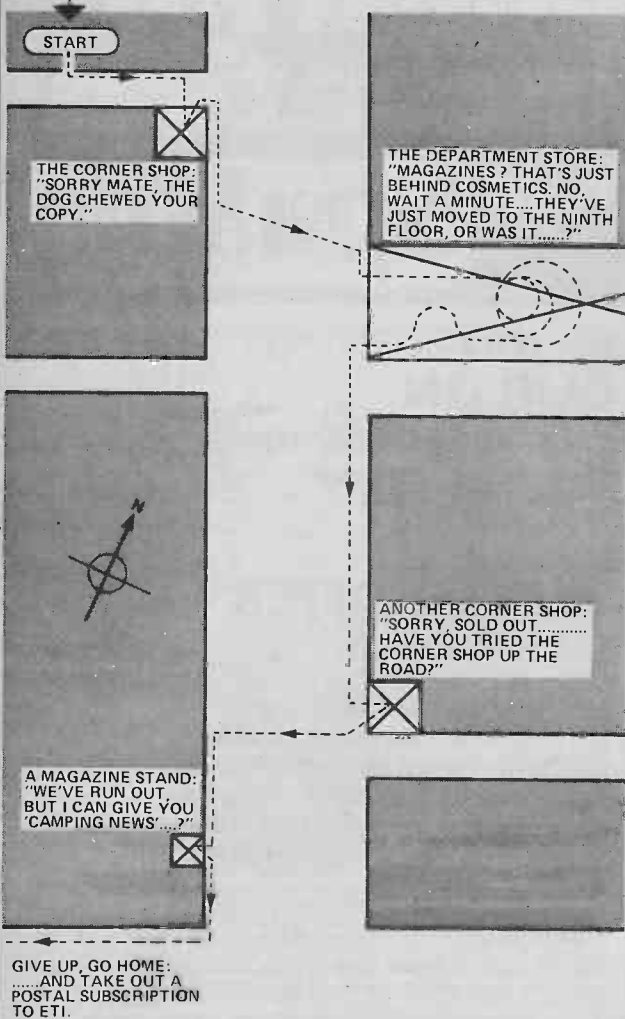 START
THE CORNER SHOP:
"SORRY MATE, THE
DOG CHEWED YOUR
COPY."
THE DEPARTMENT STORE:
"MAGAZINES? THAT'S JUST
BEHIND COSMETICS. NO,
WAIT A MINUTE....THEY'VE
JUST MOVED TO THE NINTH
FLOOR, OR WAS IT......?"
N
ANOTHER CORNER SHOP:
"SORRY, SOLD OUT..........
HAVE YOU TRIED THE
CORNER SHOP UP THE
ROAD?"
A MAGAZINE STAND:
"WE'VE RUN OUT,
BUT I CAN GIVE YOU
'CAMPING NEWS'....?"
GIVE UP, GO HOME:
......AND TAKE OUT A
POSTAL SUBSCRIPTION
TO ETI.